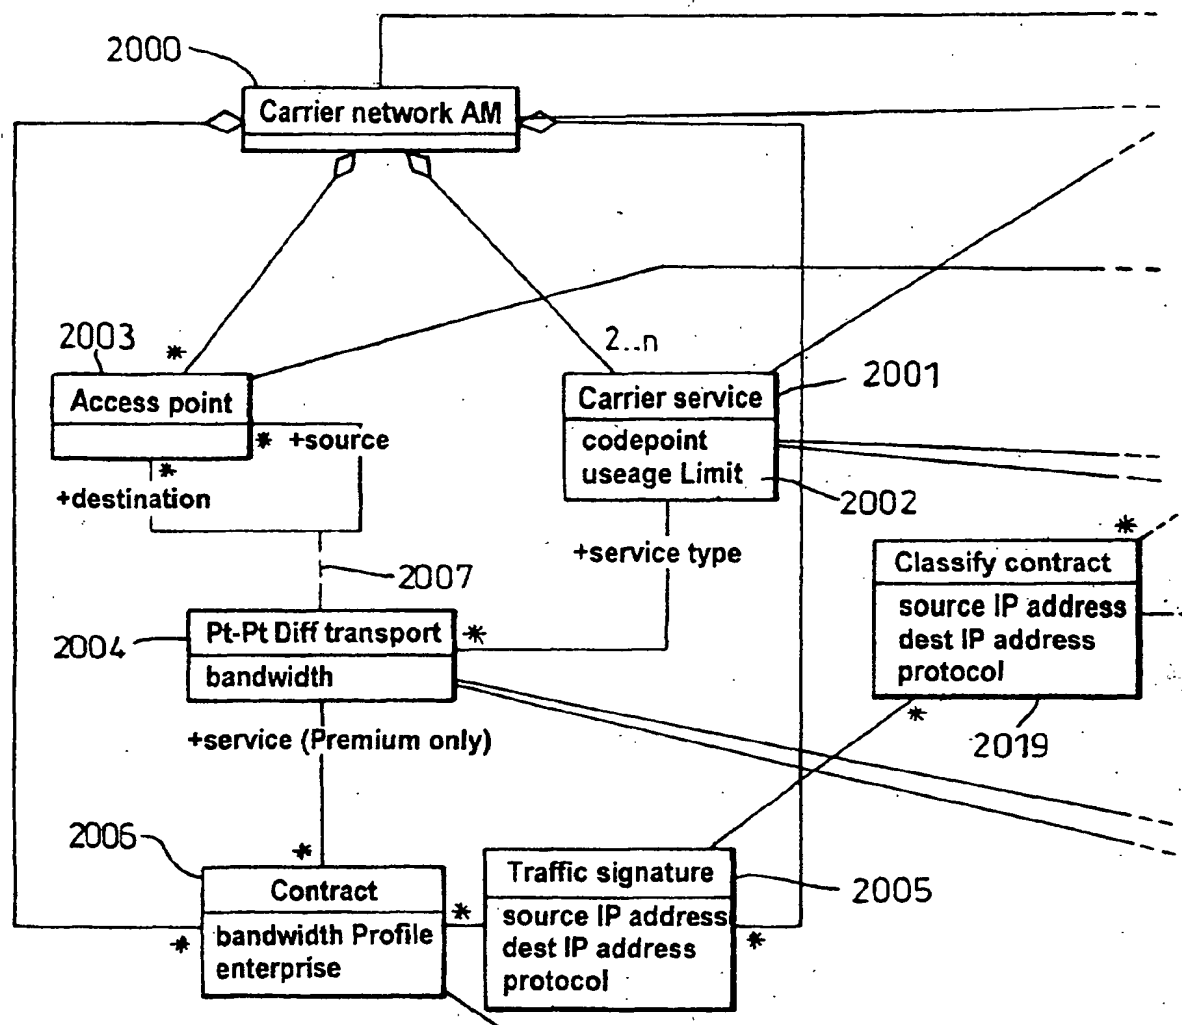 2000
Carrier network AM
2003
*
2..n
2001
Access point
Carrier service
* +source
codepoint
*
useage Limit
+destination
2002
*
+service type
Classify contract
2007
source IP address
Pt-Pt Diff transport
*
dest IP address
2004
bandwidth
protocol
*
+service (Premium only)
2019
2006
*
Traffic signature
Contract
2005
*
source IP address
bandwidth Profile
*
*
dest IP address
enterprise
protocol